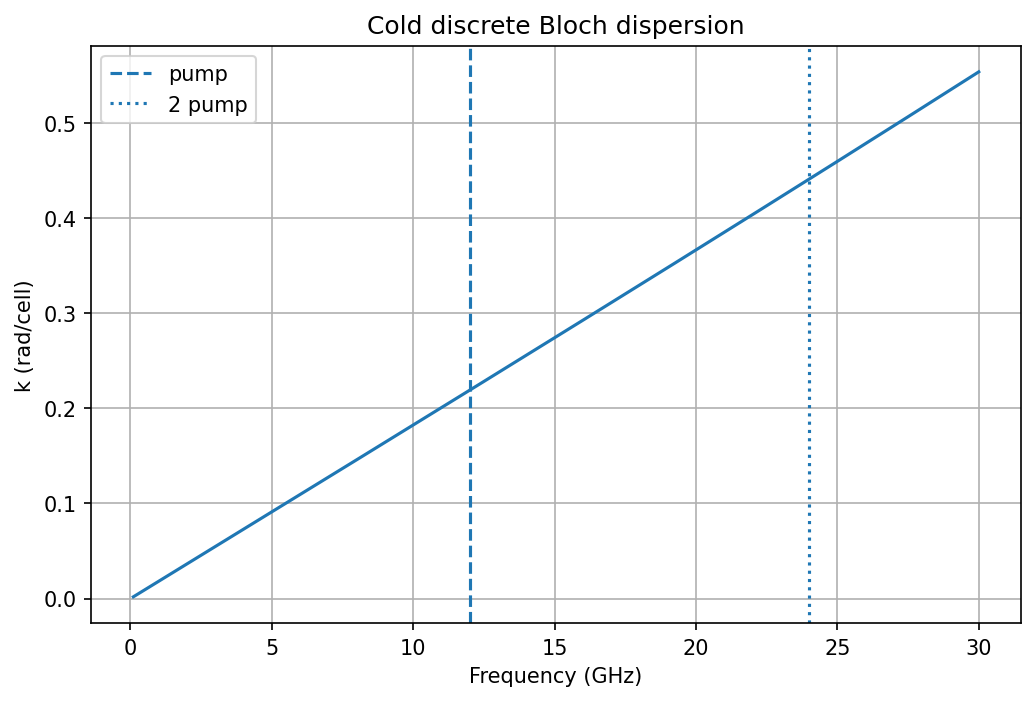 Cold discrete Bloch dispersion
pump
2 pump
0.5
0.4
0.3
0.2
0.1
0.0
k (rad/cell)
0 5 10 15 20 25 30
Frequency (GHz)